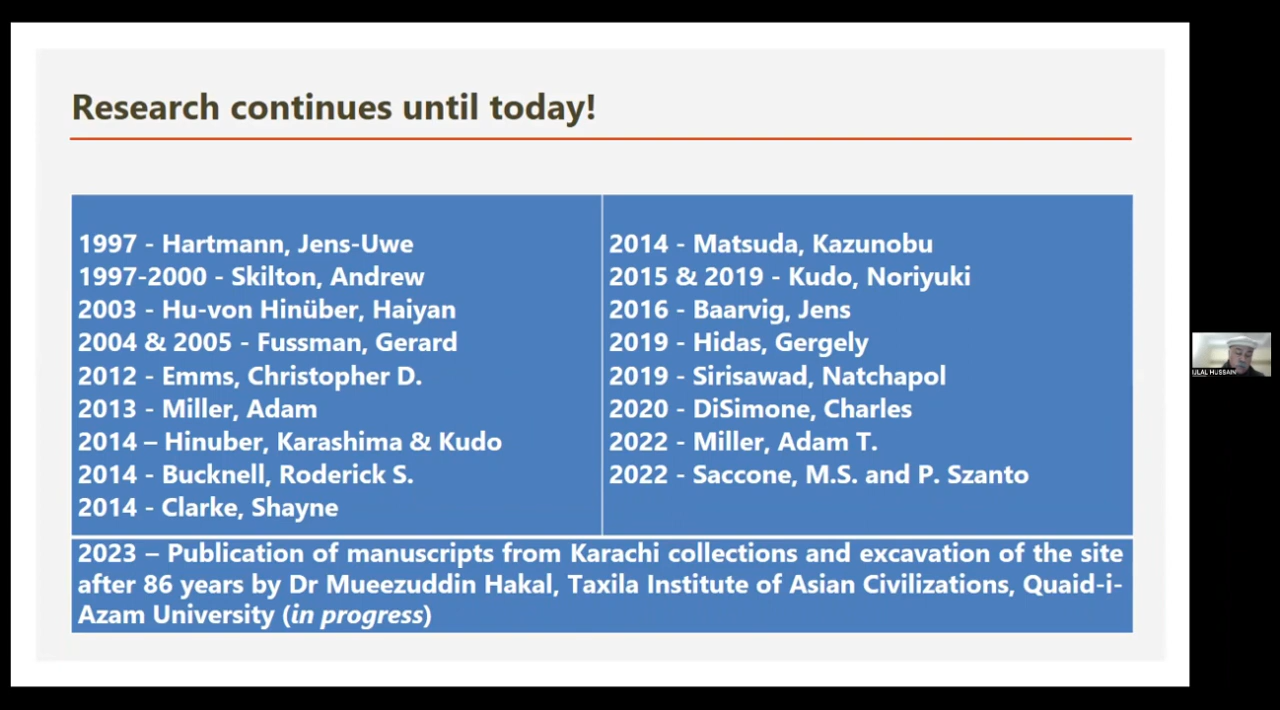 Research continues until today!
1997 - Hartmann, Jens-Uwe
1997-2000 - Skilton, Andrew
2003 - Hu-von Hinüber, Haiyan
2004 & 2005 - Fussman, Gerard
2012 - Emms, Christopher D.
2013 - Miller, Adam
2014 – Hinuber, Karashima & Kudo
2014 - Bucknell, Roderick S.
2014 - Clarke, Shayne
2014 - Matsuda, Kazunobu
2015 & 2019 - Kudo, Noriyuki
2016 - Baarvig, Jens
2019 - Hidas, Gergely
2019 - Sirisawad, Natchapol
2020 - DiSimone, Charles
2022 - Miller, Adam T.
2022 - Saccone, M.S. and P. Szanto
2023 – Publication of manuscripts from Karachi collections and excavation of the site
after 86 years by Dr Mueezuddin Hakal, Taxila Institute of Asian Civilizations, Quaid-i-
Azam University (in progress)
HUSSAIN